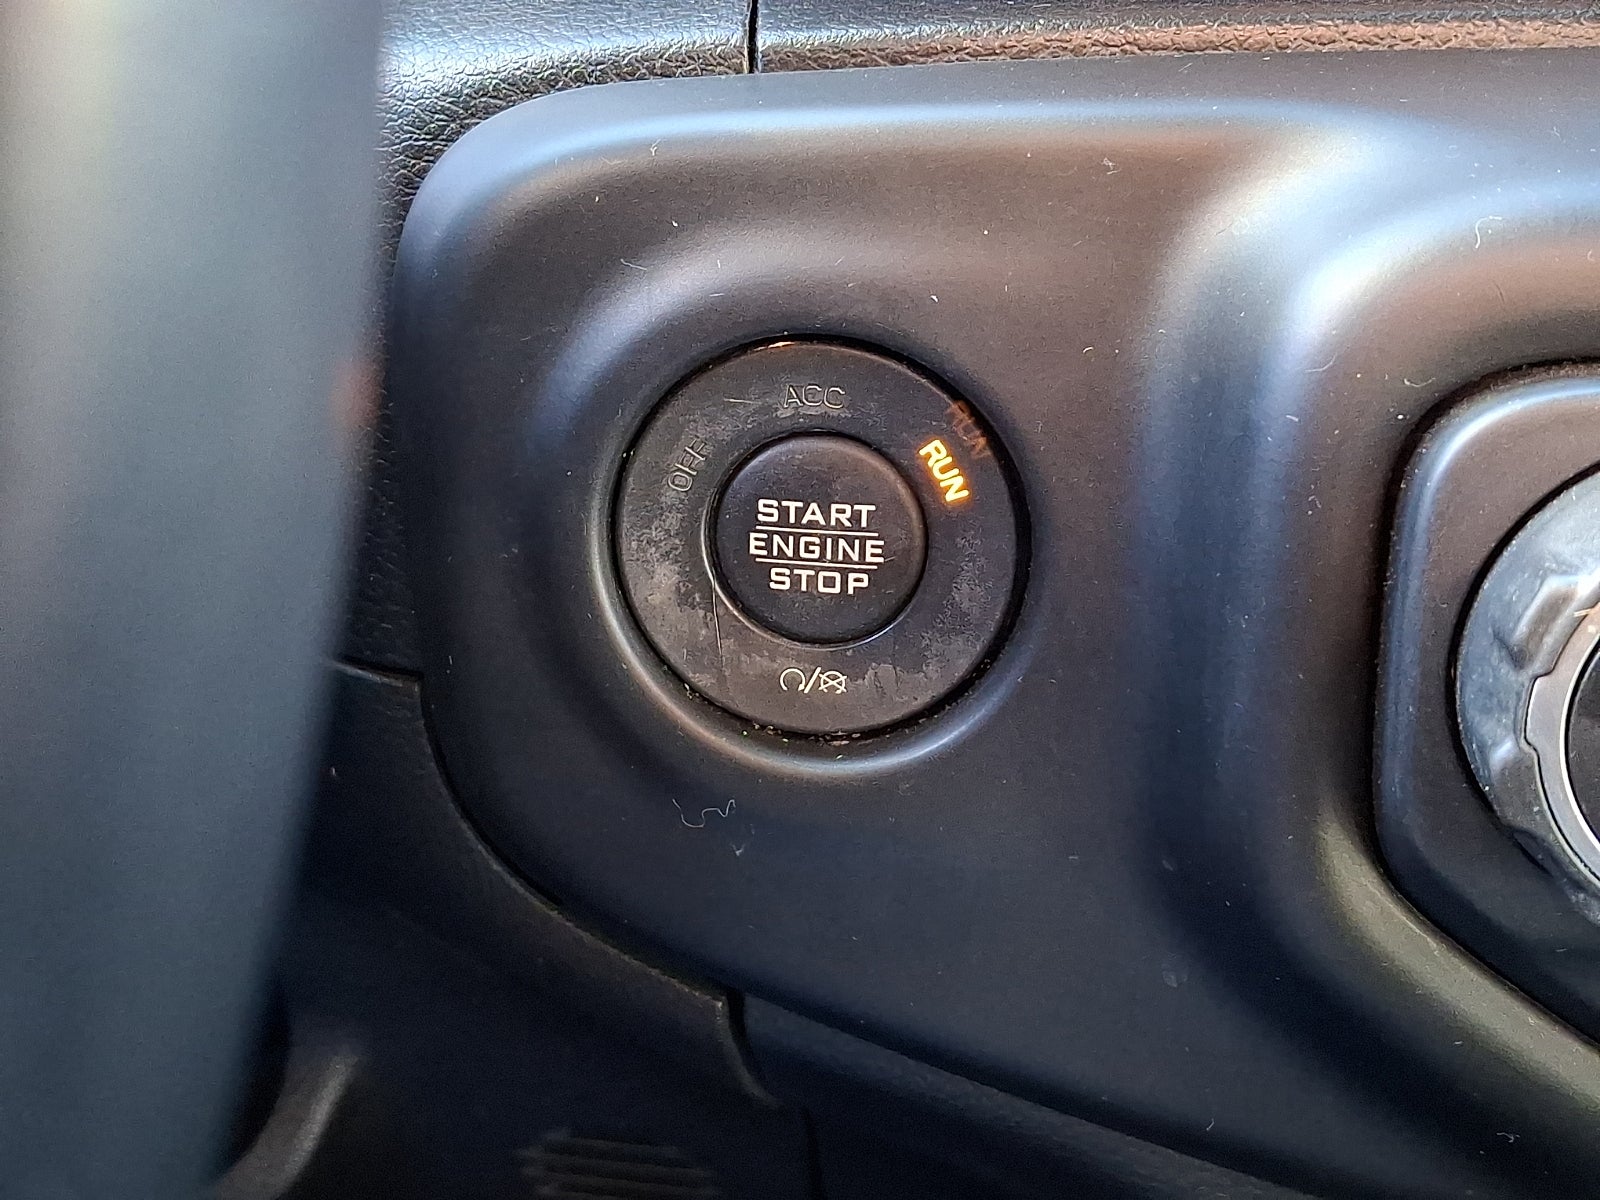 ACC
OFF
RUN
START
ENGINE
STOP